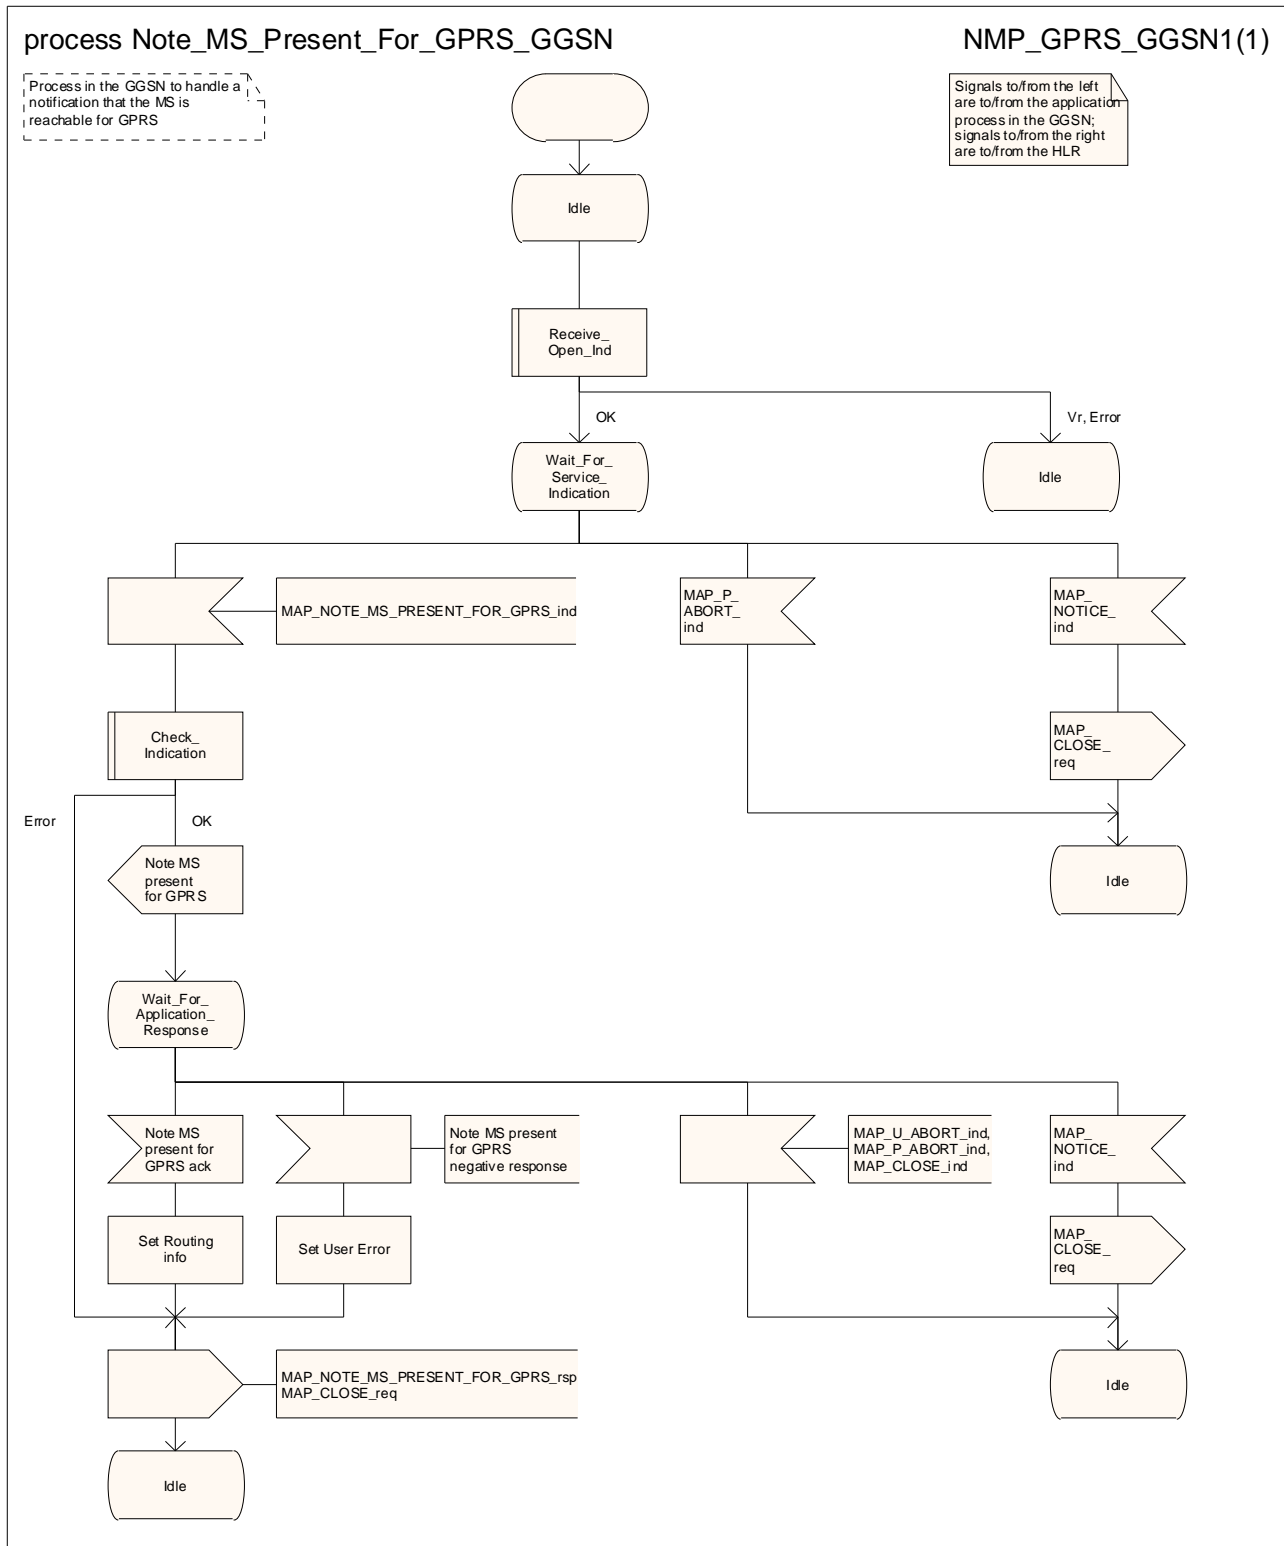 process Note_MS_Present_For_GPRS_GGSN
NMP_GPRS_GGSN1(1)
Process in the GGSN to handle a
notification that the MS is
reachable for GPRS
Signals to/from the left
are to/from the application
process in the GGSN;
signals to/from the right
are to/from the HLR
Idle
Receive_
Open_Ind
OK
Vr, Error
Wait_For_
Service_
Indication
Idle
MAP_NOTE_MS_PRESENT_FOR_GPRS_ind
MAP_P_
ABORT_
ind
MAP_
NOTICE_
ind
Check_
Indication
MAP_
CLOSE_
req
Error
OK
Note MS
present
for GPRS
Idle
Wait_For_
Application_
Response
Note MS
present for
GPRS ack
Note MS present
for GPRS
negative response
MAP_U_ABORT_ind,
MAP_P_ABORT_ind,
MAP_CLOSE_ind
MAP_
NOTICE_
ind
Set Routing
info
Set User Error
MAP_
CLOSE_
req
MAP_NOTE_MS_PRESENT_FOR_GPRS_rsp
MAP_CLOSE_req
Idle
Idle